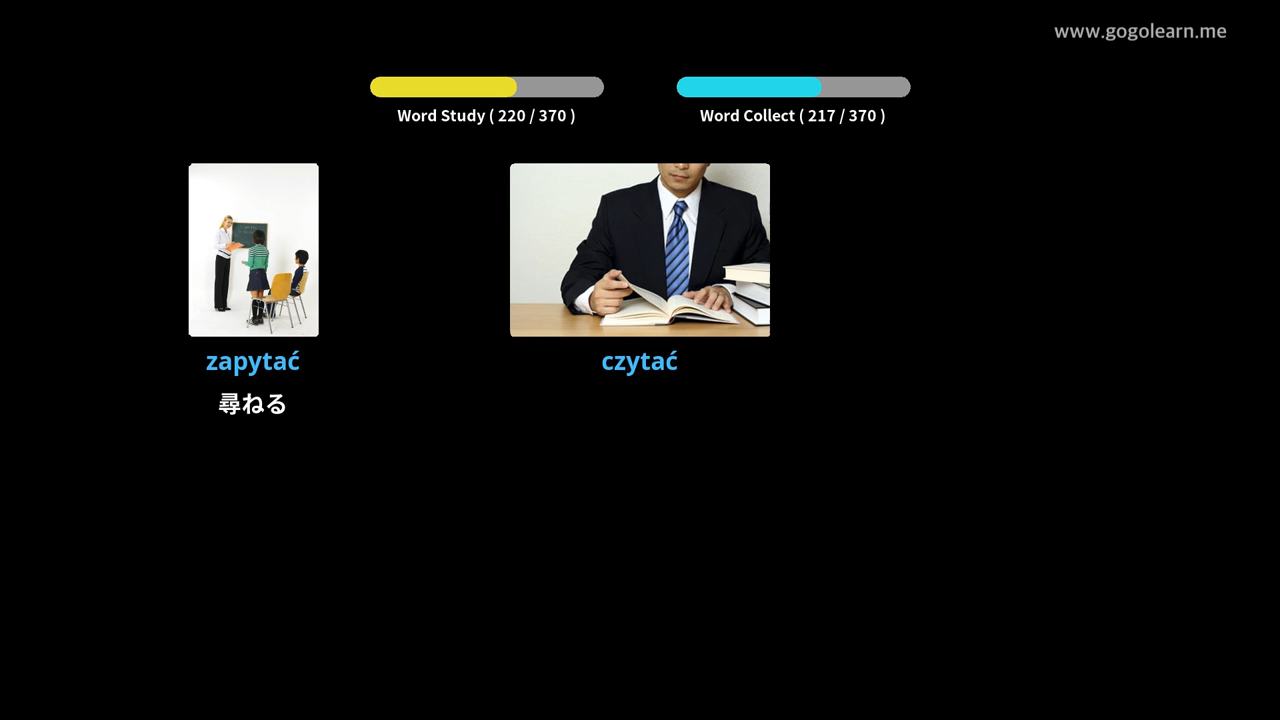 www.gogolearn.me
Word Study ( 220 / 370 )
Word Collect ( 217 / 370 )
zapytać
czytać
尋ねる